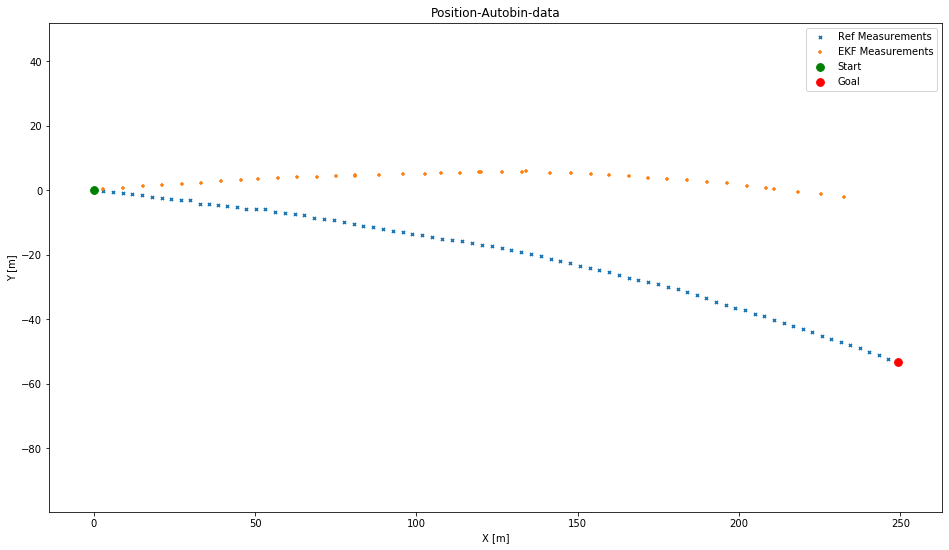 Position-Autobin-data
Ref Measurements
EKF Measurements
Start
Goal
Y [m]
40
20
0
−20
−40
−60
−80
0
50
100
150
200
250
X [m]